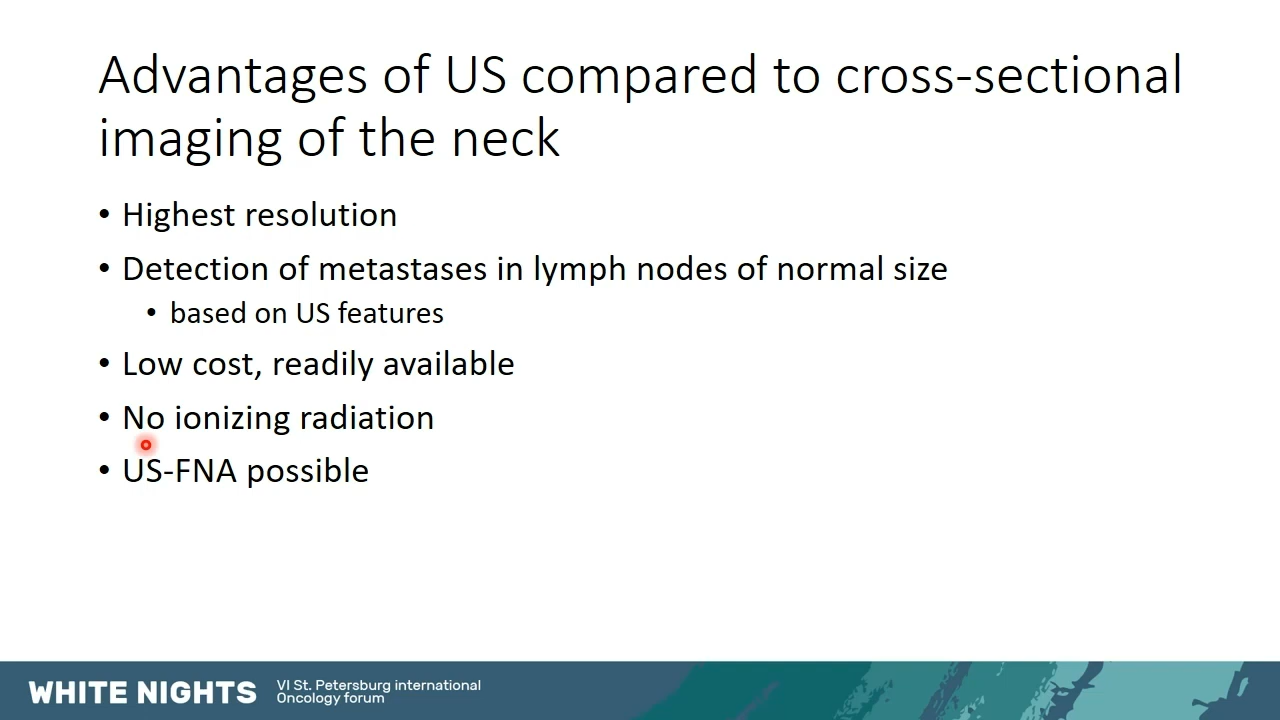 Advantages of US compared to cross-sectional
imaging of the neck
• Highest resolution
• Detection of metastases in lymph nodes of normal size
• based on US features
• Low cost, readily available
• No ionizing radiation
• US-FNA possible
WHITE NIGHTS
VI St. Petersburg international
Oncology forum